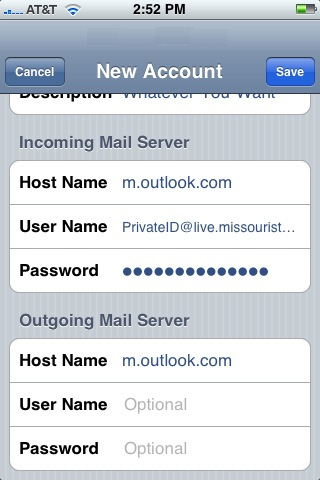 AT&T 2:52 PM
Cancel New Account Save
Description Whatever You Want
Incoming Mail Server
Host Name m.outlook.com
User Name PrivateID@live.missourist...
Password ●●●●●●●●●●●●●●
Outgoing Mail Server
Host Name m.outlook.com
User Name Optional
Password Optional